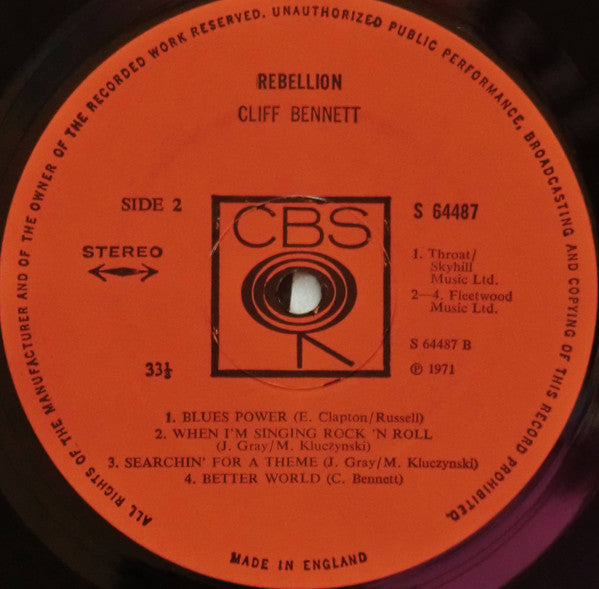 ALL RIGHTS OF THE MANUFACTURER AND OF THE OWNER OF THE RECORDED WORK RESERVED. UNAUTHORIZED PUBLIC PERFORMANCE, BROADCASTING AND COPYING OF THIS RECORD PROHIBITED.
REBELLION
CLIFF BENNETT
SIDE 2
CBS
S 64487
STEREO
1. Throat/
Skyhill
Music Ltd.
2—4. Fleetwood
Music Ltd.
S 64487 B
33⅓
℗ 1971
1. BLUES POWER (E. Clapton/Russell)
2. WHEN I'M SINGING ROCK 'N ROLL
(J. Gray/M. Kluczynski)
3. SEARCHIN' FOR A THEME (J. Gray/M. Kluczynski)
4. BETTER WORLD (C. Bennett)
MADE IN ENGLAND